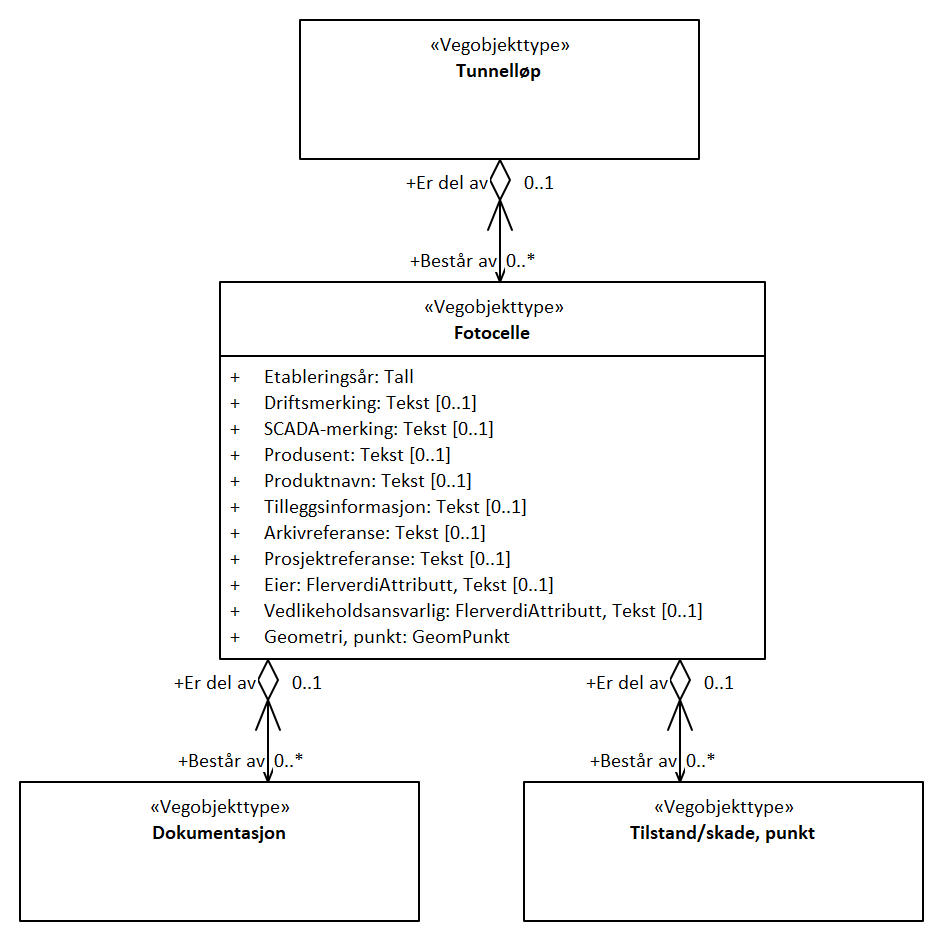 «Vegobjekttype»
Tunnelløp
+Er del av 0..1
+Består av 0..*
«Vegobjekttype»
Fotocelle
+ Etableringsår: Tall
+ Driftsmerking: Tekst [0..1]
+ SCADA-merking: Tekst [0..1]
+ Produsent: Tekst [0..1]
+ Produktnavn: Tekst [0..1]
+ Tilleggsinformasjon: Tekst [0..1]
+ Arkivreferanse: Tekst [0..1]
+ Prosjektreferanse: Tekst [0..1]
+ Eier: FlerverdiAttributt, Tekst [0..1]
+ Vedlikeholdsansvarlig: FlerverdiAttributt, Tekst [0..1]
+ Geometri, punkt: GeomPunkt
+Er del av 0..1 +Er del av 0..1
+Består av 0..* +Består av 0..*
«Vegobjekttype» «Vegobjekttype»
Dokumentasjon Tilstand/skade, punkt